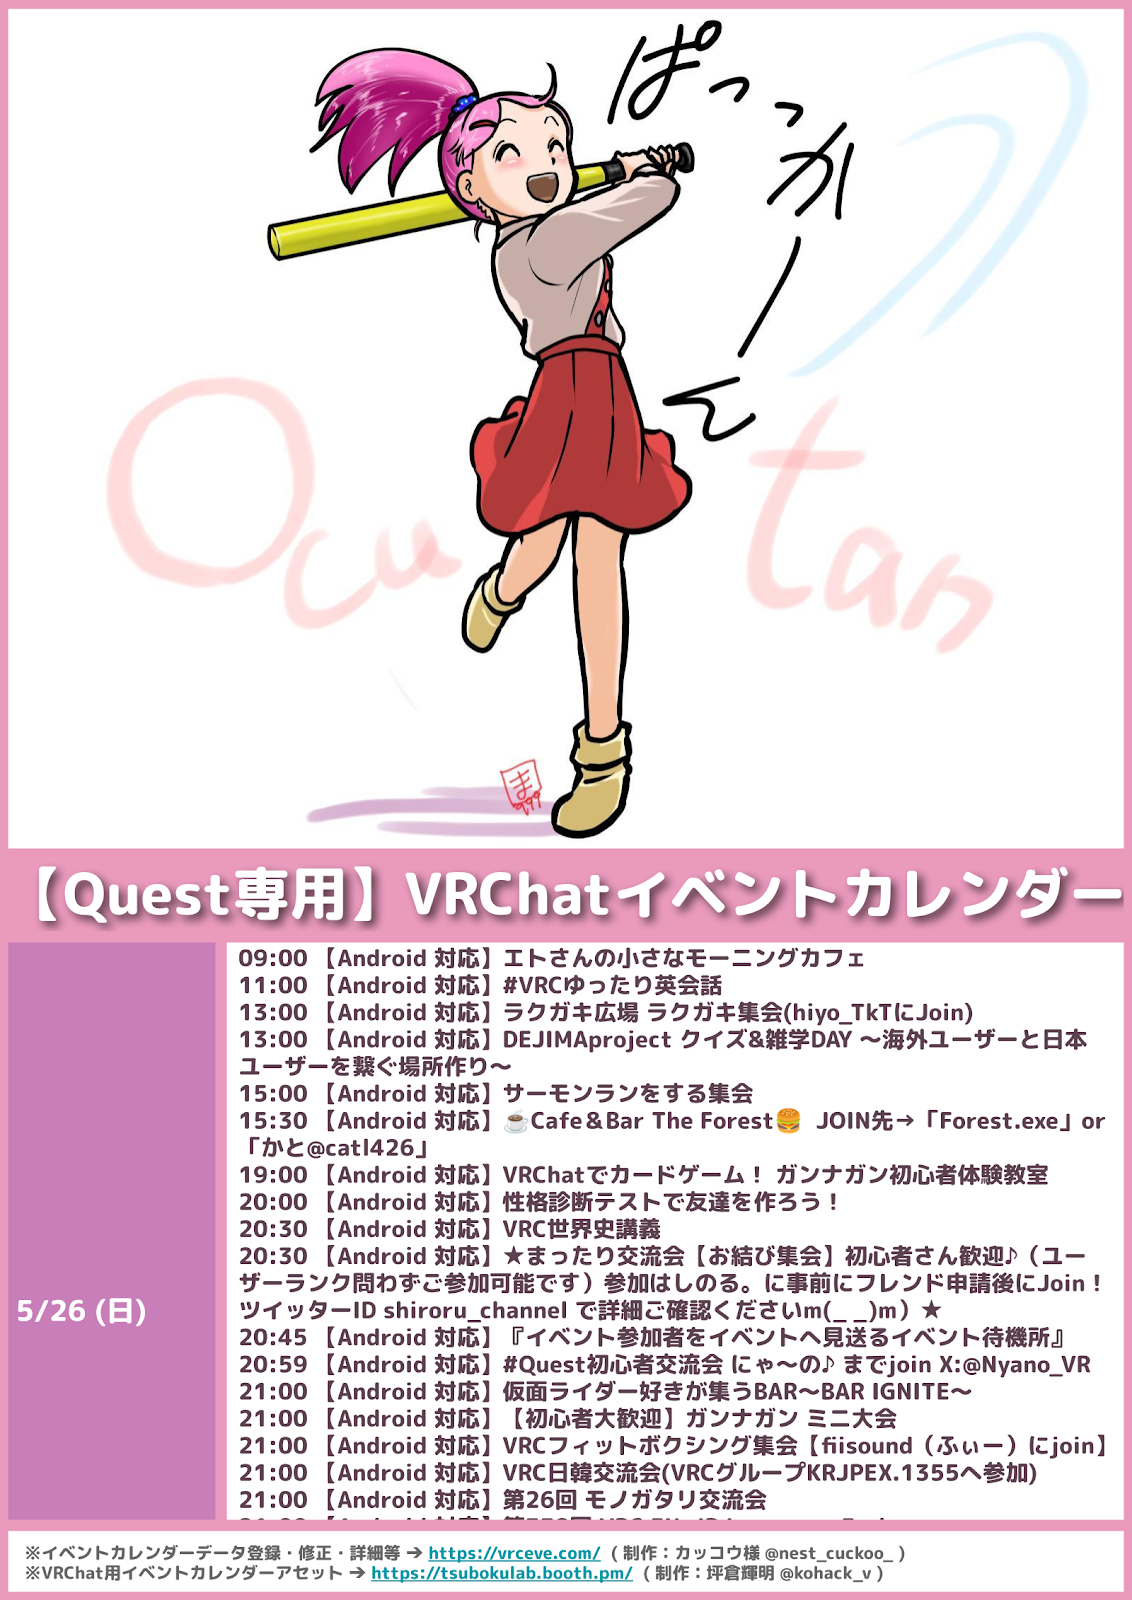 ぱっっかーん
Ocu tan
ま
999
【Quest専用】VRChatイベントカレンダー
5/26 (日)
09:00 【Android 対応】エトさんの小さなモーニングカフェ
11:00 【Android 対応】#VRCゆったり英会話
13:00 【Android 対応】ラクガキ広場 ラクガキ集会(hiyo_TkTにJoin)
13:00 【Android 対応】DEJIMAproject クイズ&雑学DAY ～海外ユーザーと日本
ユーザーを繋ぐ場所作り～
15:00 【Android 対応】サーモンランをする集会
15:30 【Android 対応】☕Cafe＆Bar The Forest🍔 JOIN先→「Forest.exe」or
「かと@catl426」
19:00 【Android 対応】VRChatでカードゲーム！ ガンナガン初心者体験教室
20:00 【Android 対応】性格診断テストで友達を作ろう！
20:30 【Android 対応】VRC世界史講義
20:30 【Android 対応】★まったり交流会【お結び集会】初心者さん歓迎♪（ユー
ザーランク問わずご参加可能です）参加はしのる。に事前にフレンド申請後にJoin！
ツイッターID shiroru_channel で詳細ご確認くださいm(_ _)m）★
20:45 【Android 対応】『イベント参加者をイベントへ見送るイベント待機所』
20:59 【Android 対応】#Quest初心者交流会 にゃ～の♪ までjoin X:@Nyano_VR
21:00 【Android 対応】仮面ライダー好きが集うBAR～BAR IGNITE～
21:00 【Android 対応】【初心者大歓迎】ガンナガン ミニ大会
21:00 【Android 対応】VRCフィットボクシング集会【fiisound（ふぃー）にjoin】
21:00 【Android 対応】VRC日韓交流会(VRCグループKRJPEX.1355へ参加)
21:00 【Android 対応】第26回 モノガタリ交流会
※イベントカレンダーデータ登録・修正・詳細等 ➔ https://vrceve.com/ ( 制作：カッコウ様 @nest_cuckoo_ )
※VRChat用イベントカレンダーアセット ➔ https://tsubokulab.booth.pm/ ( 制作：坪倉輝明 @kohack_v )